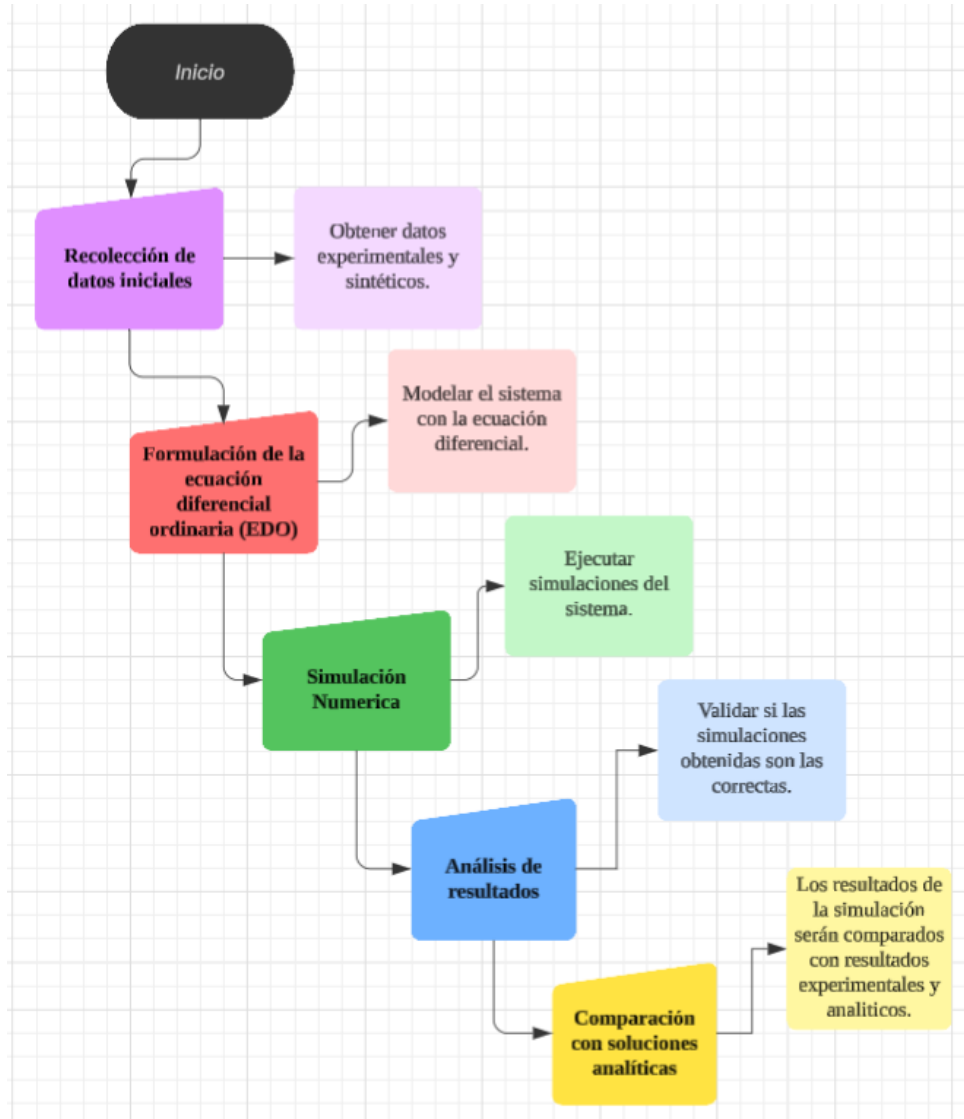 Inicio
Recolección de
datos iniciales
Obtener datos
experimentales y
sintéticos.
Modelar el sistema
con la ecuación
diferencial.
Formulación de la
ecuación
diferencial
ordinaria (EDO)
Ejecutar
simulaciones del
sistema.
Simulación
Numerica
Validar si las
simulaciones
obtenidas son las
correctas.
Análisis de
resultados
Los resultados de
la simulación
serán comparados
con resultados
experimentales y
analiticos.
Comparación
con soluciones
analíticas